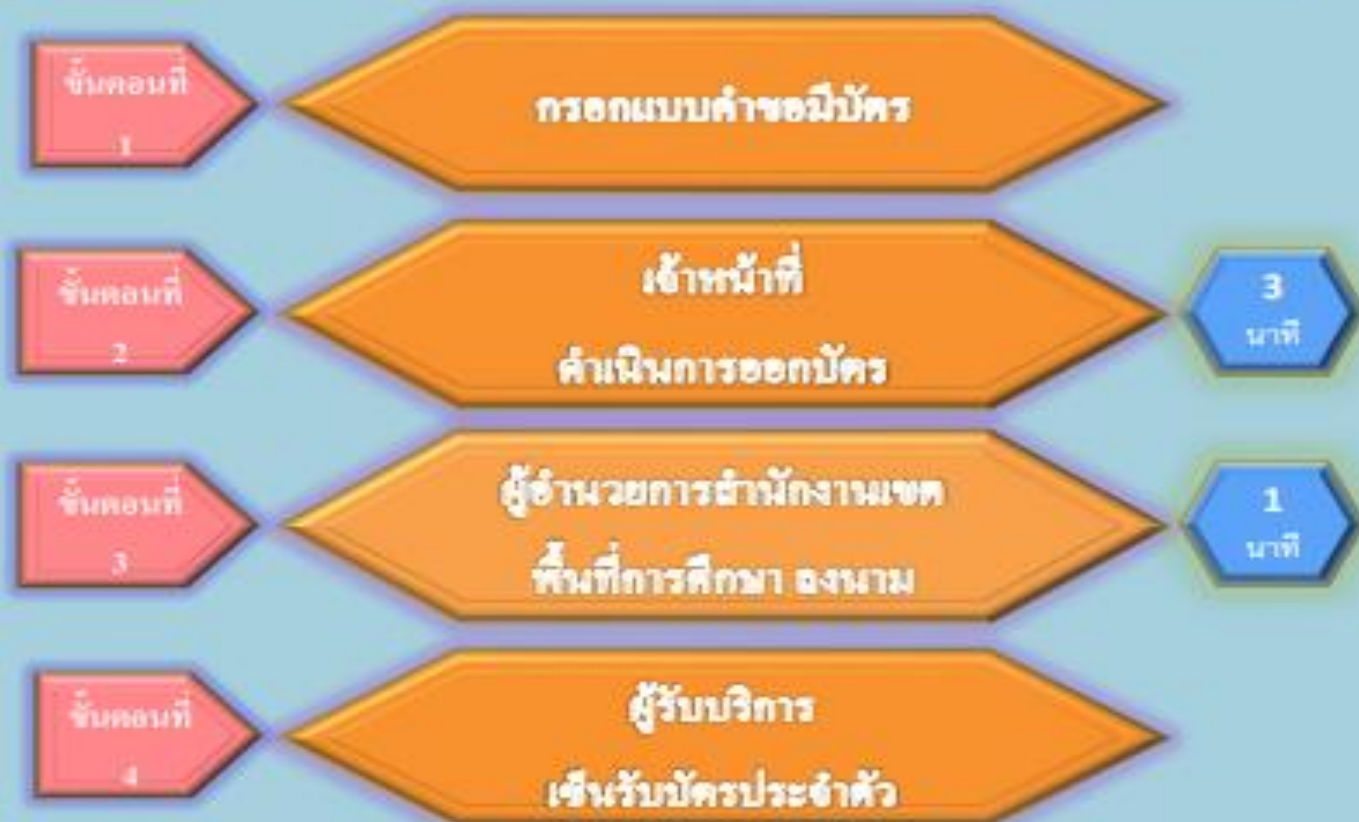 ขั้นตอนที่
1
กรอกแบบคำขอมีบัตร
ขั้นตอนที่
2
เจ้าหน้าที่
ดำเนินการออกบัตร
3
นาที
ขั้นตอนที่
3
ผู้อำนวยการสำนักงานเขต
พื้นที่การศึกษา ลงนาม
1
นาที
ขั้นตอนที่
4
ผู้รับบริการ
เซ็นรับบัตรประจำตัว